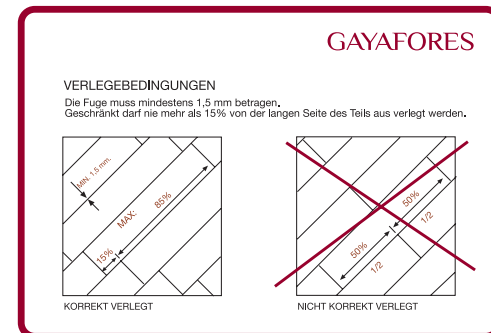 GAYAFORES
VERLEGEBEDINGUNGEN
Die Fuge muss mindestens 1,5 mm betragen.
Geschränkt darf nie mehr als 15% von der langen Seite des Teils aus verlegt werden.
MIN. 1,5 mm.
MAX:
85%
15%
50%
1/2
50%
1/2
KORREKT VERLEGT
NICHT KORREKT VERLEGT